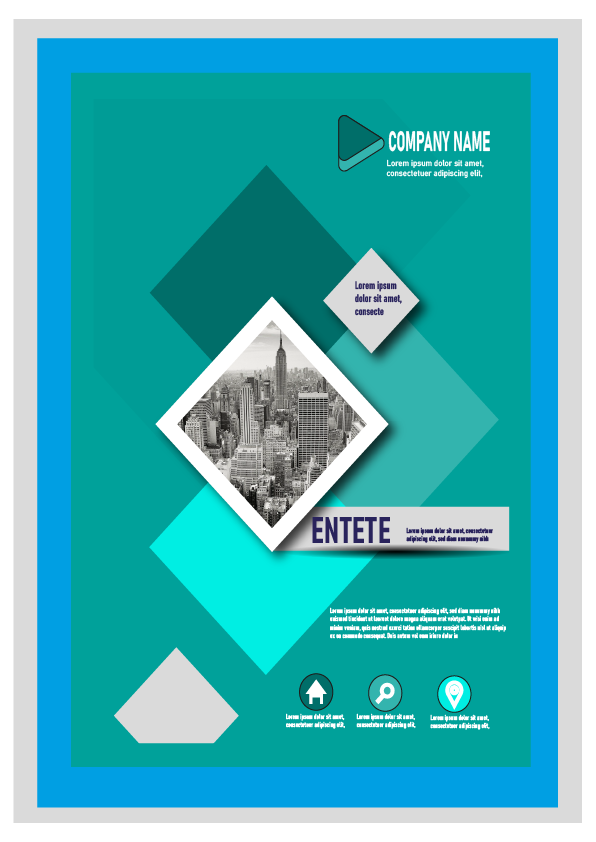 COMPANY NAME
Lorem ipsum dolor sit amet,
consectetuer adipiscing elit,
Lorem ipsum
dolor sit amet,
consecte
ENTETE
Lorem ipsum dolor sit amet, consectetuer
adipiscing elit, sed diam nonummy nibh
Lorem ipsum dolor sit amet, consectetuer adipiscing elit, sed diam nonummy nibh
euismod tincidunt ut laoreet dolore magna aliquam erat volutpat. Ut wisi enim ad
minim veniam, quis nostrud exerci tation ullamcorper suscipit lobortis nisl ut aliquip
ex ea commodo consequat. Duis autem vel eum iriure dolor in
Lorem ipsum dolor sit amet,
consectetuer adipiscing elit,
Lorem ipsum dolor sit amet,
consectetuer adipiscing elit,
Lorem ipsum dolor sit amet,
consectetuer adipiscing elit,